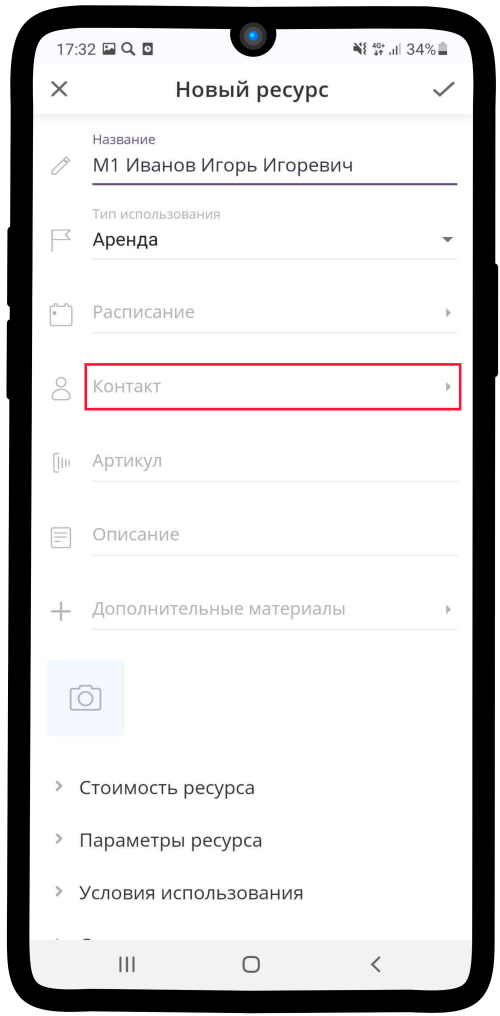 17:32 4G+ 34%
Новый ресурс
Название
М1 Иванов Игорь Игоревич
Тип использования
Аренда
Расписание
Контакт
Артикул
Описание
Дополнительные материалы
Стоимость ресурса
Параметры ресурса
Условия использования